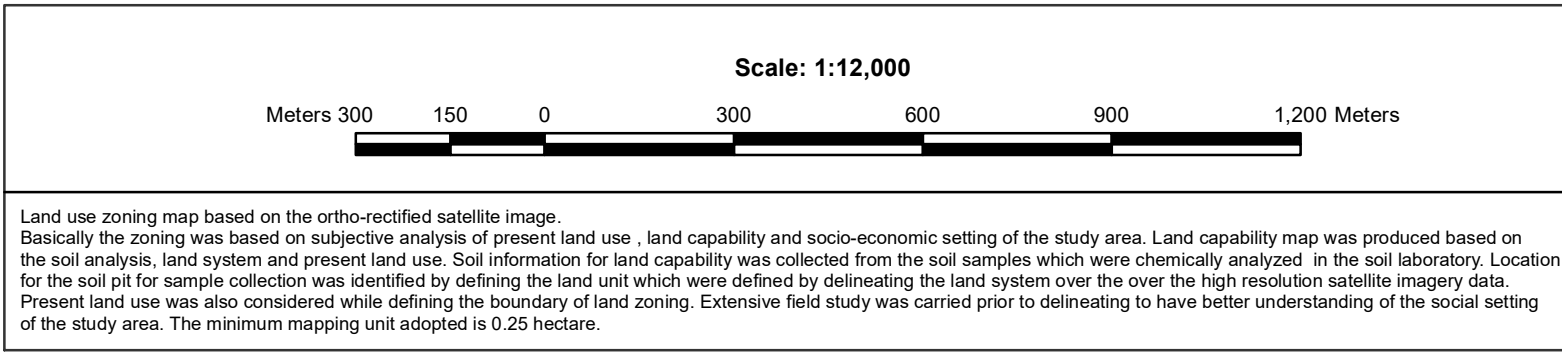 Scale: 1:12,000
Meters 300 150 0 300 600 900 1,200 Meters
Land use zoning map based on the ortho-rectified satellite image.
Basically the zoning was based on subjective analysis of present land use , land capability and socio-economic setting of the study area. Land capability map was produced based on
the soil analysis, land system and present land use. Soil information for land capability was collected from the soil samples which were chemically analyzed in the soil laboratory. Location
for the soil pit for sample collection was identified by defining the land unit which were defined by delineating the land system over the over the high resolution satellite imagery data.
Present land use was also considered while defining the boundary of land zoning. Extensive field study was carried prior to delineating to have better understanding of the social setting
of the study area. The minimum mapping unit adopted is 0.25 hectare.